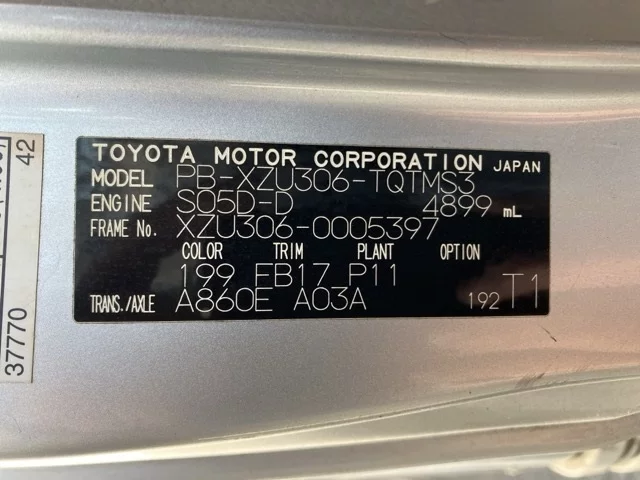 TOYOTA MOTOR CORPORATION JAPAN
MODEL PB-XZU306-TQTMS3
ENGINE S05D-D 4899 mL
FRAME No. XZU306-0005397
COLOR TRIM PLANT OPTION
199 FB17 P11
TRANS./AXLE A860E A03A 192 T1
42
37770